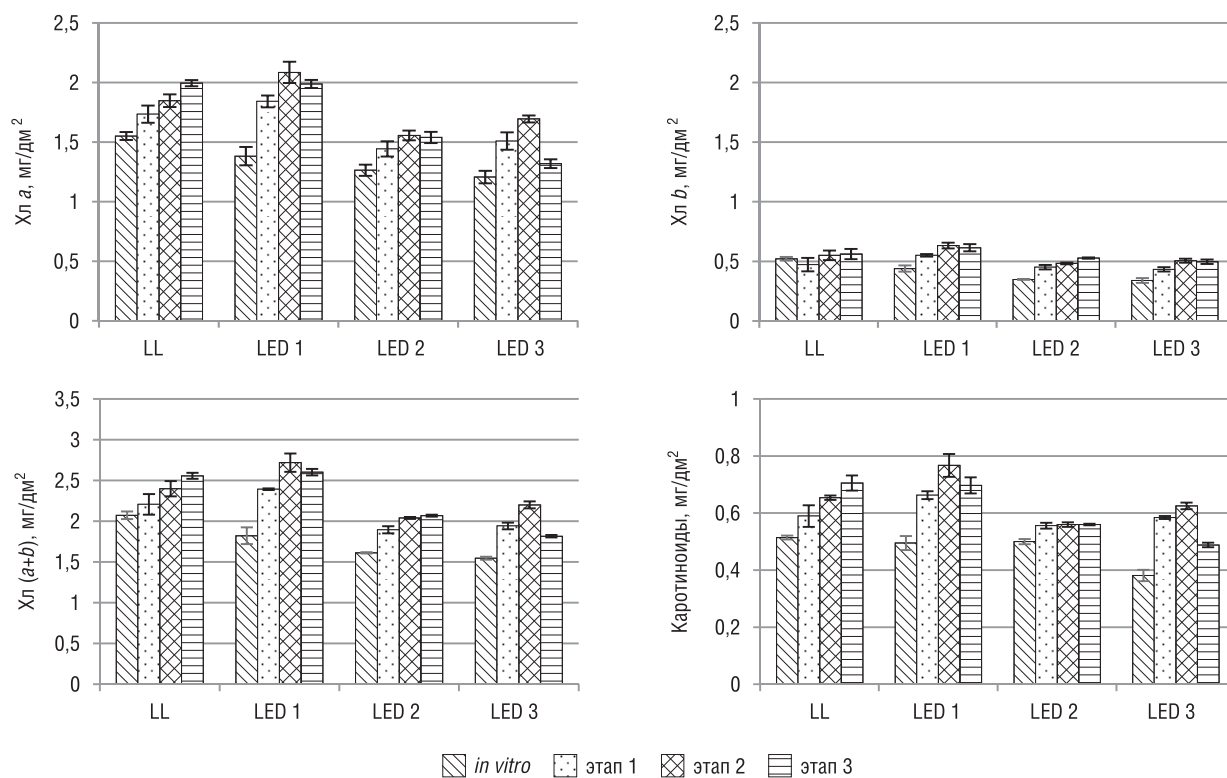 Хл a, мг/дм²
2,5
2
1,5
1
0,5
0
LL
LED 1
LED 2
LED 3
Хл b, мг/дм²
2,5
2
1,5
1
0,5
0
LL
LED 1
LED 2
LED 3
Хл (a+b), мг/дм²
3,5
3
2,5
2
1,5
1
0,5
0
LL
LED 1
LED 2
LED 3
Каротиноиды, мг/дм²
1
0,8
0,6
0,4
0,2
0
LL
LED 1
LED 2
LED 3
in vitro
этап 1
этап 2
этап 3